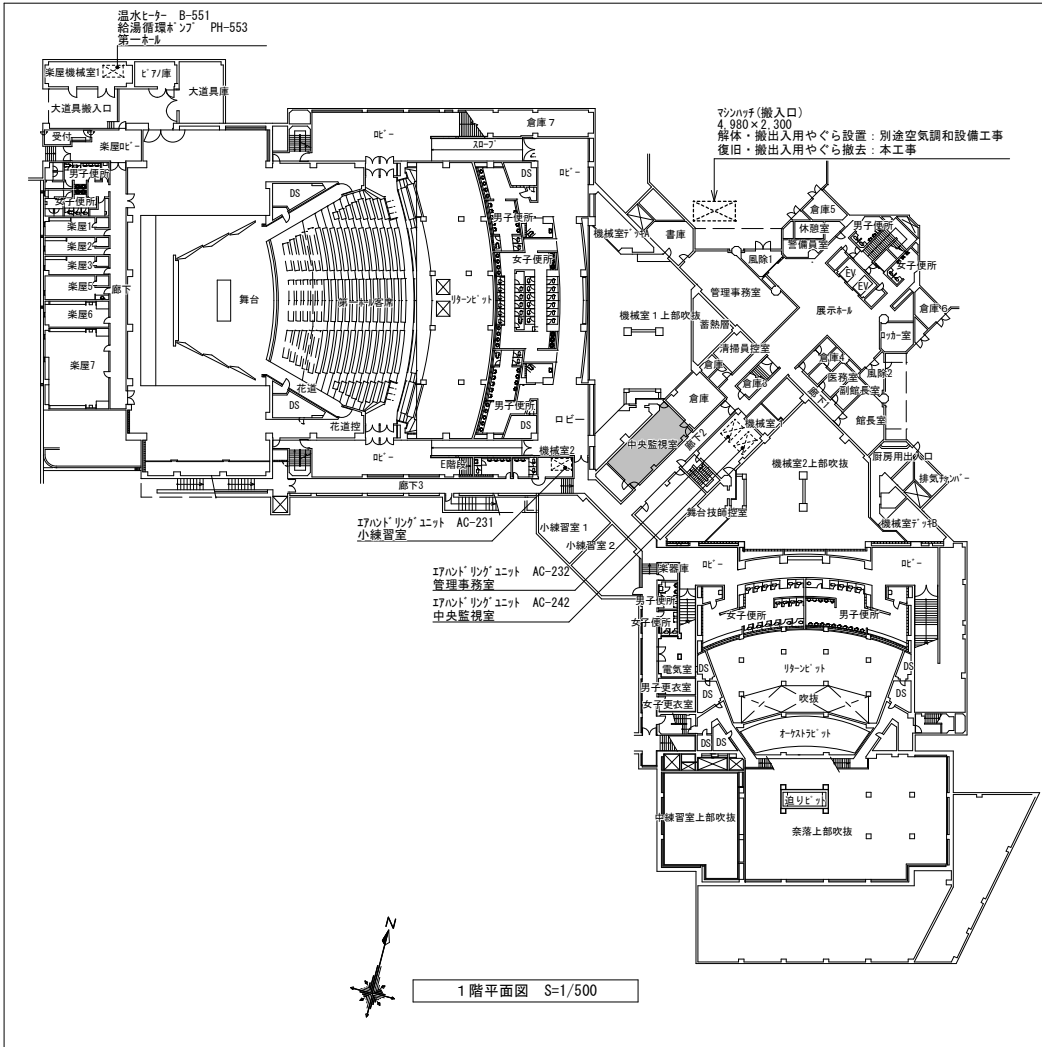 温水ヒーター B-551
給湯循環ポンプ PH-553
第一ホール
楽屋機械室1
ピアノ庫
大道具庫
大道具搬入口
受付
楽屋ロビー
男子便所
女子便所
楽屋1
楽屋2
楽屋3
楽屋5
楽屋6
楽屋7
廊下
舞台
DS
第一ホール客席
花道
DS
花道控
ロビー
スロープ
倉庫7
ロビー
DS
男子便所
女子便所
リターンピット
男子便所
DS
ロビー
ロビー
E階段
機械室2
廊下3
マシンハッチ(搬入口)
4,980×2,300
解体・搬出入用やぐら設置：別途空気調和設備工事
復旧・搬出入用やぐら撤去：本工事
機械室デッキA
書庫
風除1
倉庫5
休憩室
警備員室
男子便所
女子便所
EV
EV
管理事務室
展示ホール
倉庫6
ロッカー室
機械室1上部吹抜
蓄熱層
清掃員控室
倉庫
倉庫3
倉庫
倉庫4
医務室
副館長室
風除2
廊下1
館長室
中央監視室
廊下2
機械室1
機械室2上部吹抜
厨房用出入口
排気チャンバー
機械室デッキB
舞台技師控室
エアハンドリングユニット AC-231
小練習室
小練習室1
小練習室2
エアハンドリングユニット AC-232
管理事務室
エアハンドリングユニット AC-242
中央監視室
楽器庫
ロビー
ロビー
男子便所
女子便所
女子便所
男子便所
電気室
DS
リターンピット
DS
男子更衣室
DS
吹抜
DS
女子更衣室
DS
DS
オーケストラピット
迫りピット
中練習室上部吹抜
奈落上部吹抜
N
1階平面図 S=1/500